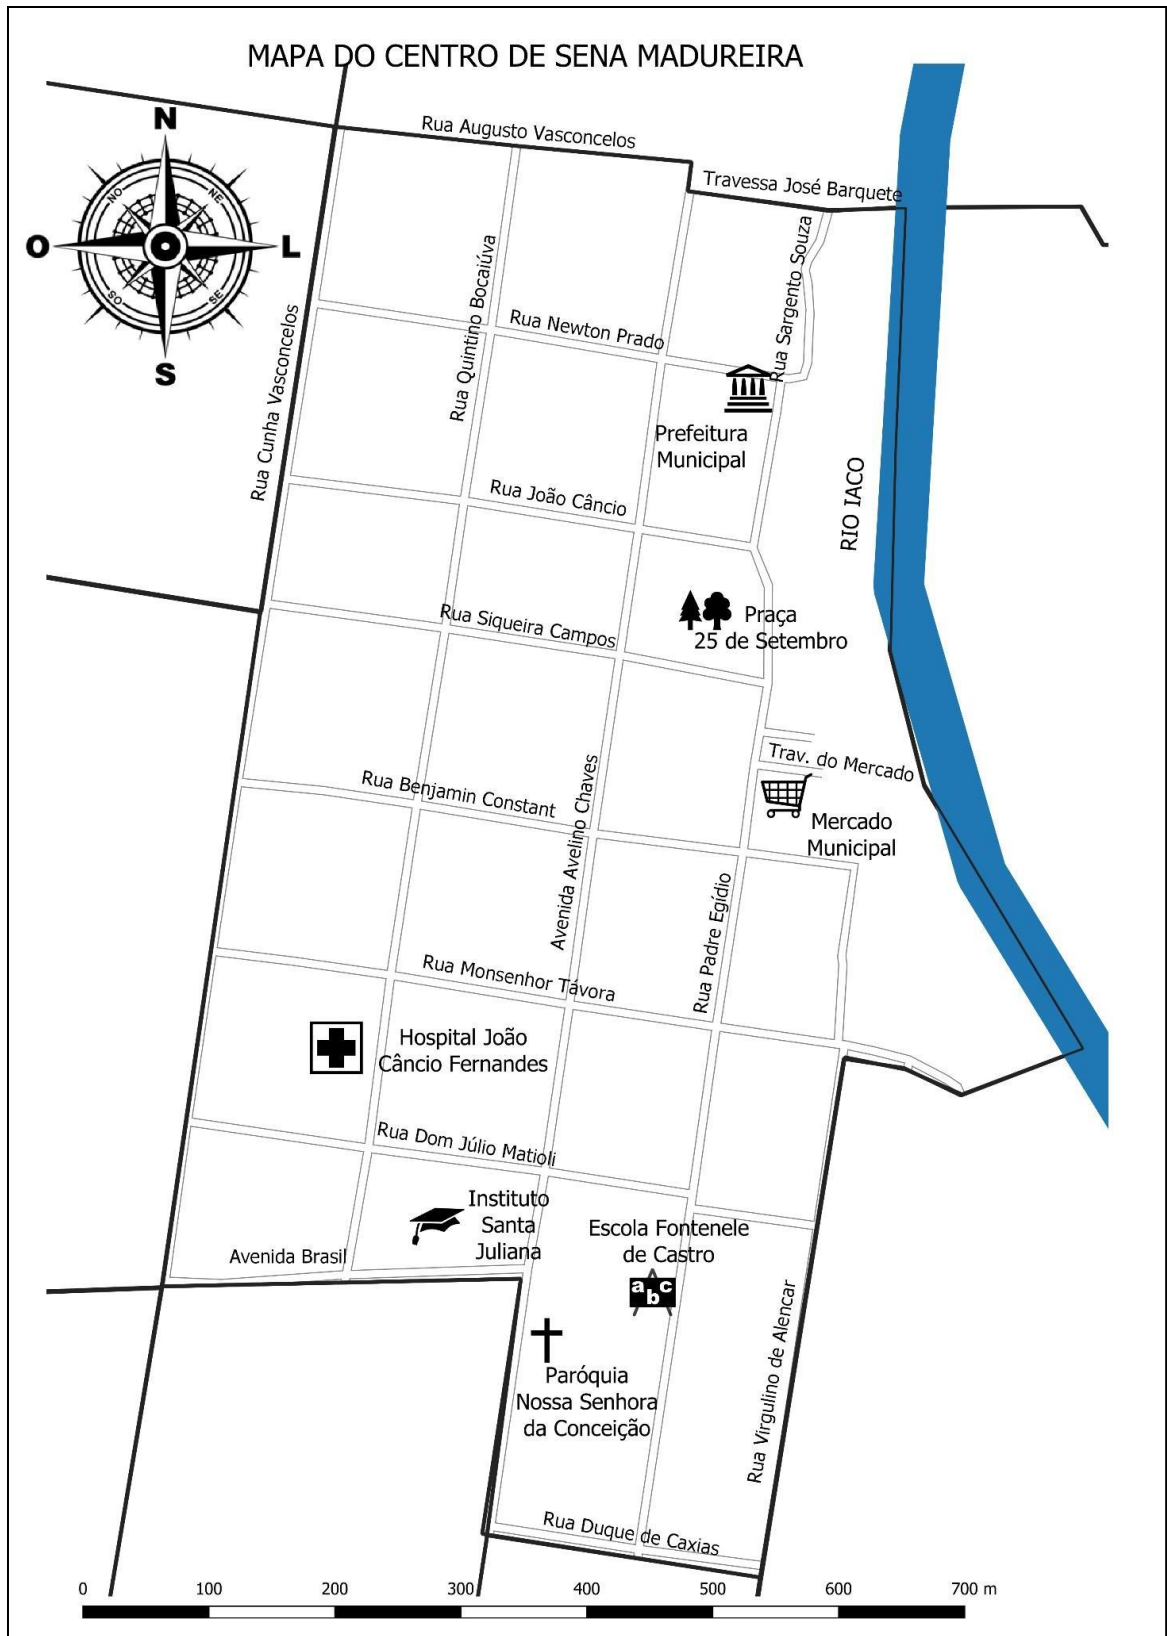 MAPA DO CENTRO DE SENA MADUREIRA
Rua Augusto Vasconcelos
Travessa José Barquete
N
NO
NE
O
L
SO
SE
S
Rua Cunha Vasconcelos
Rua Quintino Bocaiúva
Rua Sargento Souza
Rua Newton Prado
Prefeitura
Municipal
RIO IACO
Rua João Câncio
Praça
25 de Setembro
Rua Siqueira Campos
Trav. do Mercado
Rua Benjamin Constant
Avenida Avelino Chaves
Mercado
Municipal
Rua Padre Egídio
Rua Monsenhor Távora
Hospital João
Câncio Fernandes
Rua Dom Júlio Matioli
Instituto
Santa
Juliana
Escola Fontenele
de Castro
Avenida Brasil
a b c
Rua Virgulino de Alencar
Paróquia
Nossa Senhora
da Conceição
Rua Duque de Caxias
0 100 200 300 400 500 600 700 m